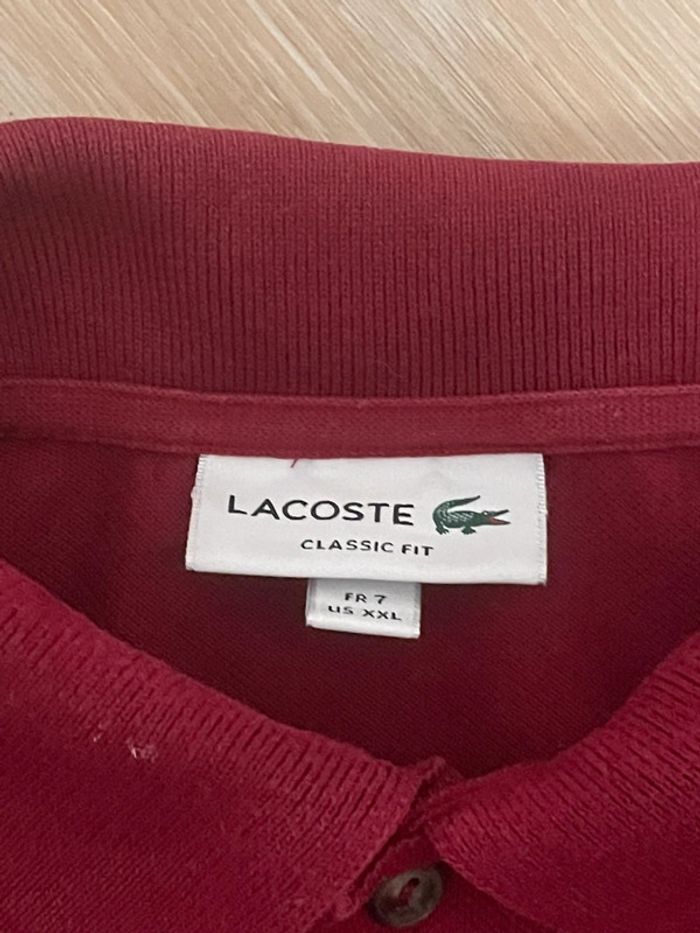 LACOSTE
CLASSIC FIT
FR 7
US XXL